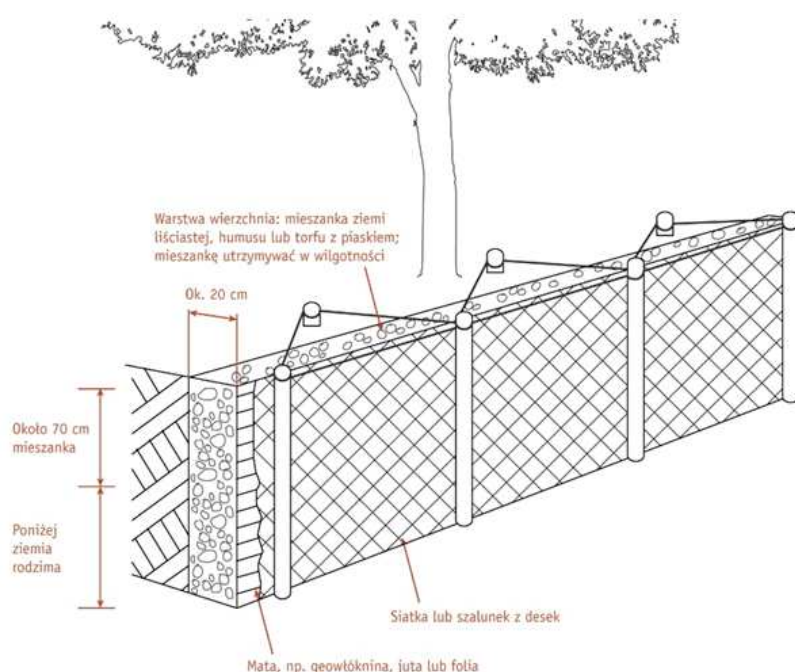 Warstwa wierzchnia: mieszanka ziemi
liściastej, humusu lub torfu z piaskiem;
mieszankę utrzymywać w wilgotności
Ok. 20 cm
Około 70 cm
mieszanka
Poniżej
ziemia
rodzima
Siatka lub szalunek z desek
Mata, np. geowłóknina, juta lub folia